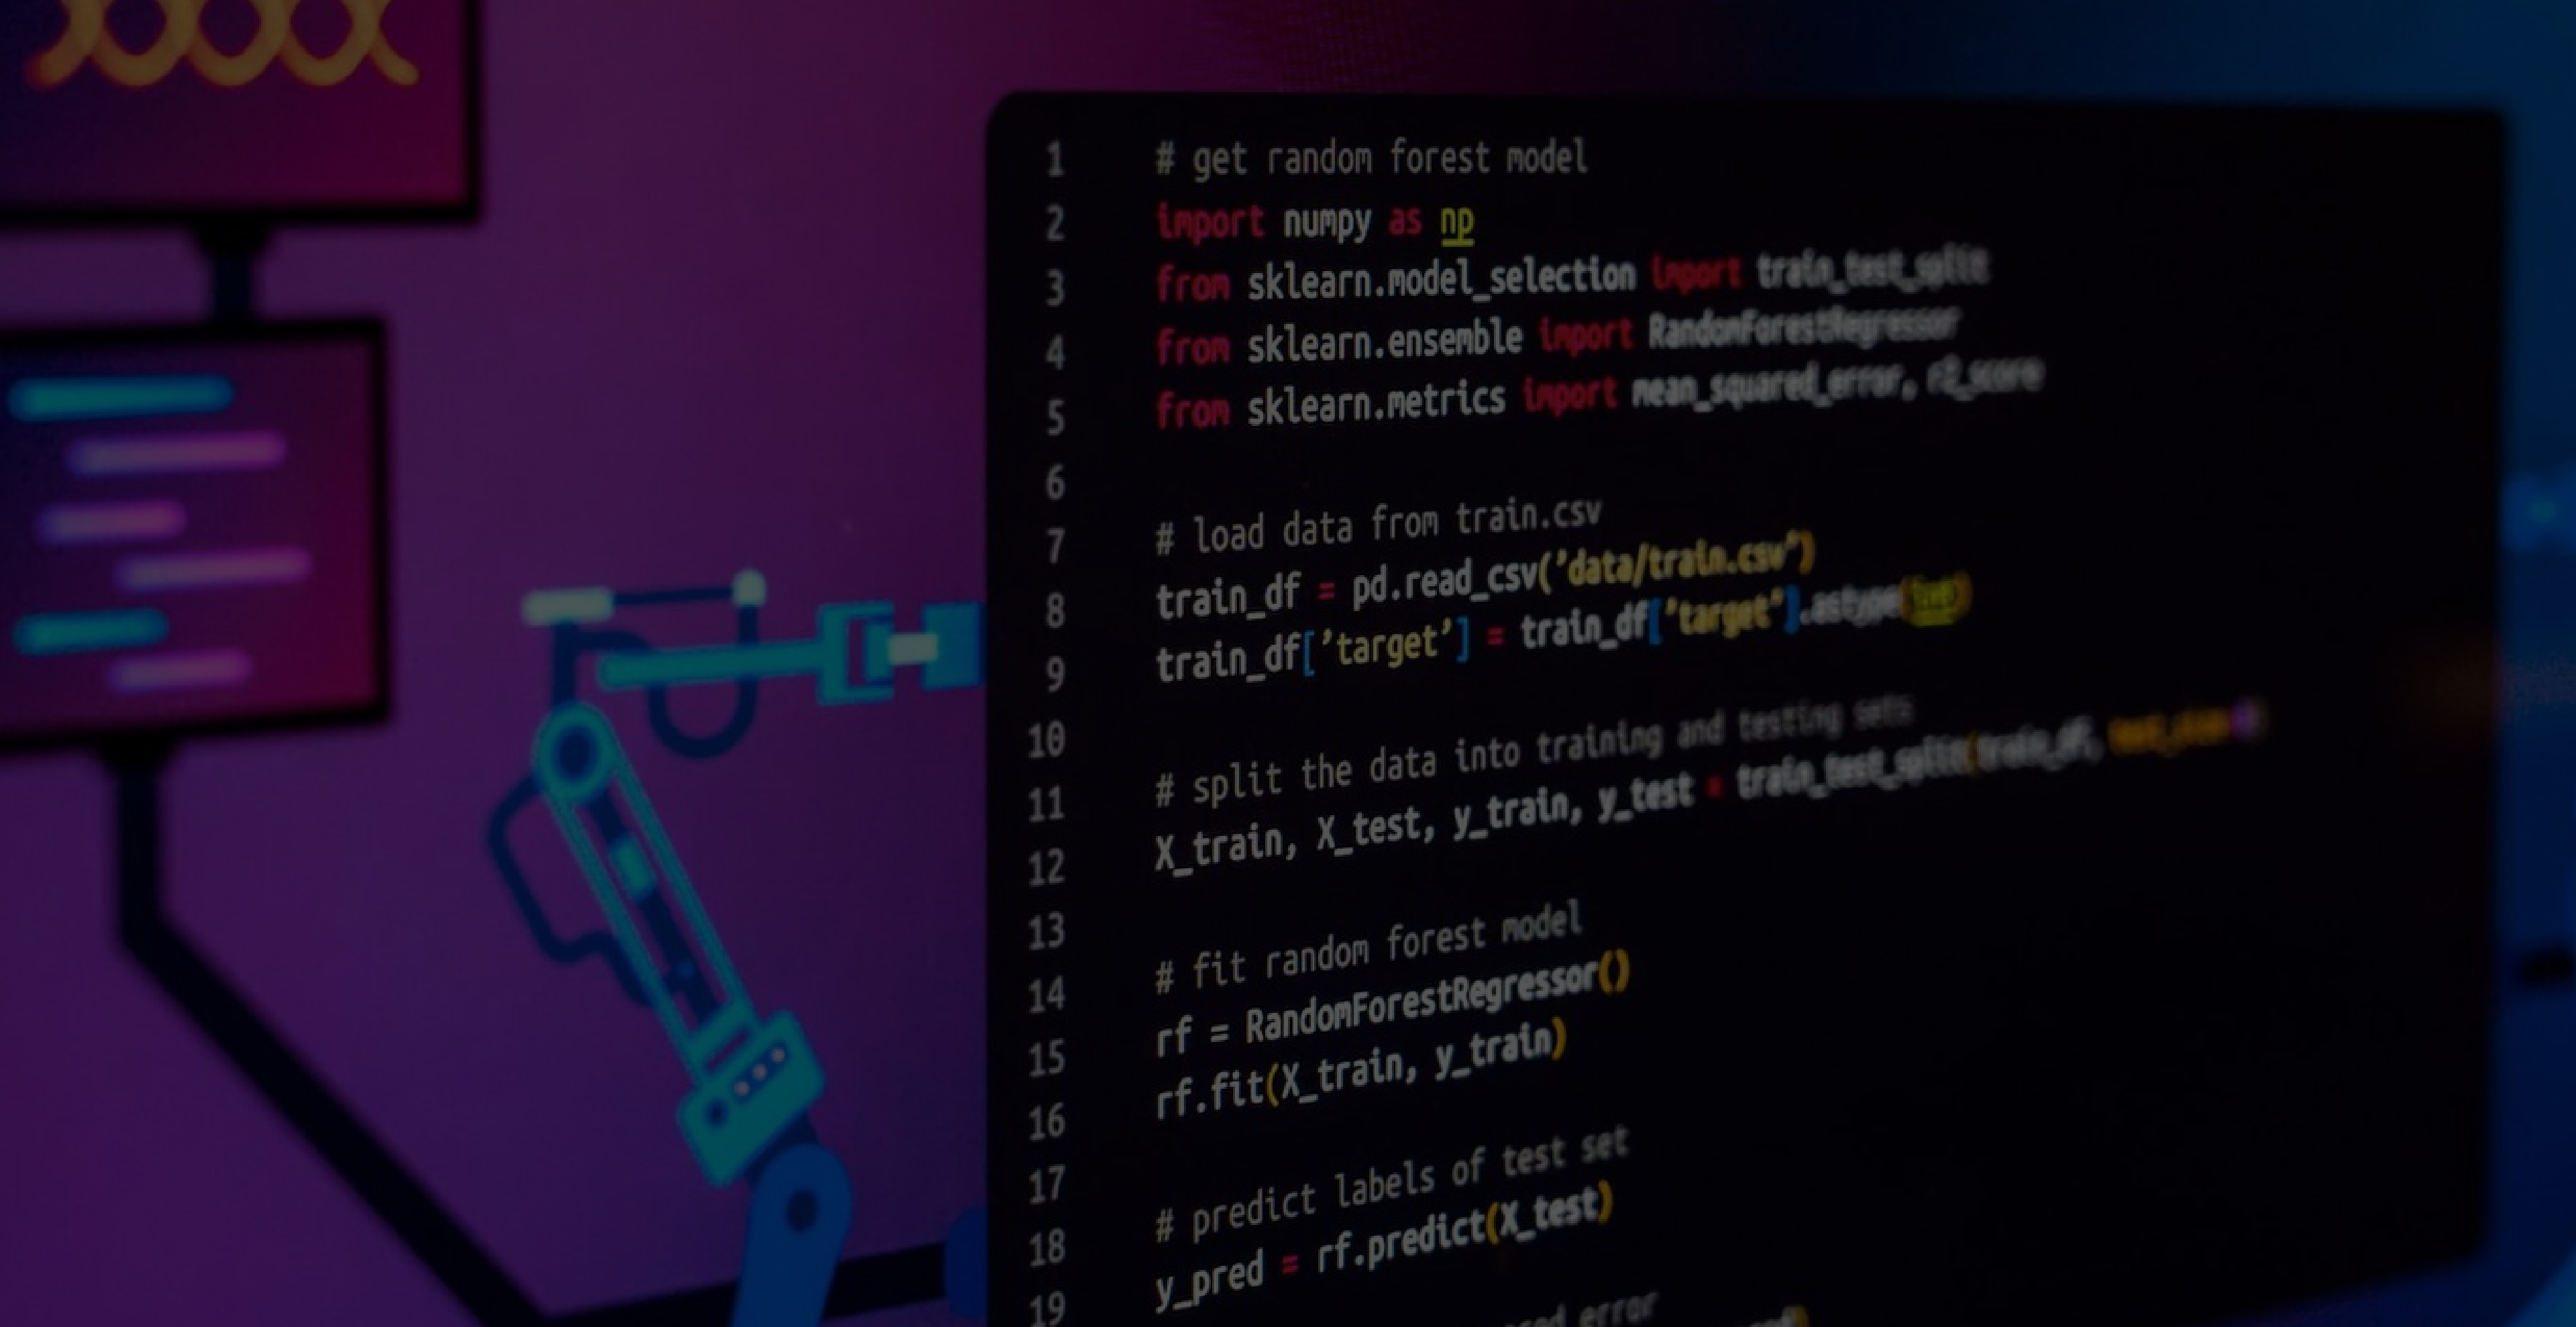 1 # get random forest model
2 import numpy as np
3 from sklearn.model_selection import train_test_split
4 from sklearn.ensemble import RandomForestRegressor
5 from sklearn.metrics import mean_squared_error, r2_score
6
7 # load data from train.csv
8 train_df = pd.read_csv('data/train.csv')
9 train_df['target'] = train_df['target'].astype(int)
10
11 # split the data into training and testing sets
12 X_train, X_test, y_train, y_test = train_test_split(train_df,
13
14 # fit random forest model
15 rf = RandomForestRegressor()
16 rf.fit(X_train, y_train)
17
18 # predict labels of test set
19 y_pred = rf.predict(X_test)
error